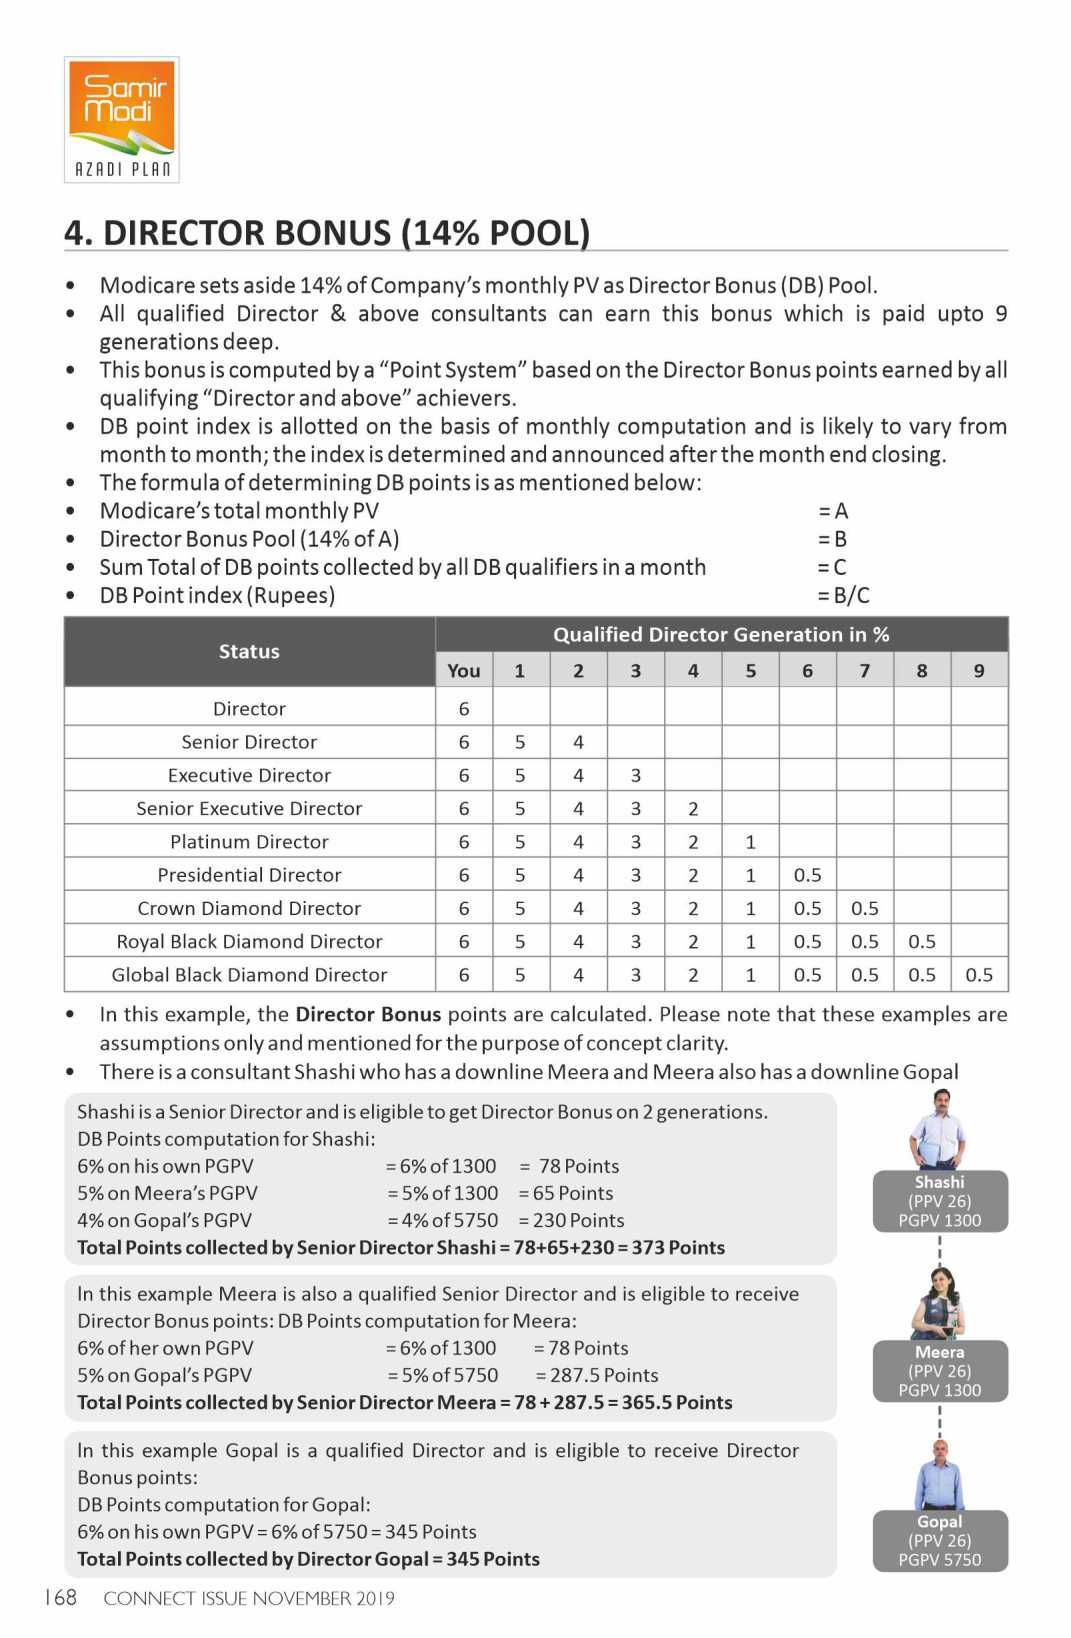 Samir
Modi
AZADI PLAN
4. DIRECTOR BONUS (14% POOL)
• Modicare sets aside 14% of Company's monthly PV as Director Bonus (DB) Pool.
• All qualified Director & above consultants can earn this bonus which is paid upto 9
generations deep.
• This bonus is computed by a “Point System” based on the Director Bonus points earned by all
qualifying “Director and above” achievers.
• DB point index is allotted on the basis of monthly computation and is likely to vary from
month to month; the index is determined and announced after the month end closing.
• The formula of determining DB points is as mentioned below:
• Modicare's total monthly PV = A
• Director Bonus Pool (14% of A) = B
• Sum Total of DB points collected by all DB qualifiers in a month = C
• DB Point index (Rupees) = B/C
Status Qualified Director Generation in %
You 1 2 3 4 5 6 7 8 9
Director 6
Senior Director 6 5 4
Executive Director 6 5 4 3
Senior Executive Director 6 5 4 3 2
Platinum Director 6 5 4 3 2 1
Presidential Director 6 5 4 3 2 1 0.5
Crown Diamond Director 6 5 4 3 2 1 0.5 0.5
Royal Black Diamond Director 6 5 4 3 2 1 0.5 0.5 0.5
Global Black Diamond Director 6 5 4 3 2 1 0.5 0.5 0.5 0.5
• In this example, the Director Bonus points are calculated. Please note that these examples are
assumptions only and mentioned for the purpose of concept clarity.
• There is a consultant Shashi who has a downline Meera and Meera also has a downline Gopal
Shashi is a Senior Director and is eligible to get Director Bonus on 2 generations.
DB Points computation for Shashi:
6% on his own PGPV = 6% of 1300 = 78 Points
5% on Meera's PGPV = 5% of 1300 = 65 Points
4% on Gopal's PGPV = 4% of 5750 = 230 Points
Total Points collected by Senior Director Shashi = 78+65+230 = 373 Points
Shashi
(PPV 26)
PGPV 1300
In this example Meera is also a qualified Senior Director and is eligible to receive
Director Bonus points: DB Points computation for Meera:
6% of her own PGPV = 6% of 1300 = 78 Points
5% on Gopal's PGPV = 5% of 5750 = 287.5 Points
Total Points collected by Senior Director Meera = 78 + 287.5 = 365.5 Points
Meera
(PPV 26)
PGPV 1300
In this example Gopal is a qualified Director and is eligible to receive Director
Bonus points:
DB Points computation for Gopal:
6% on his own PGPV = 6% of 5750 = 345 Points
Total Points collected by Director Gopal = 345 Points
Gopal
(PPV 26)
PGPV 5750
168 CONNECT ISSUE NOVEMBER 2019